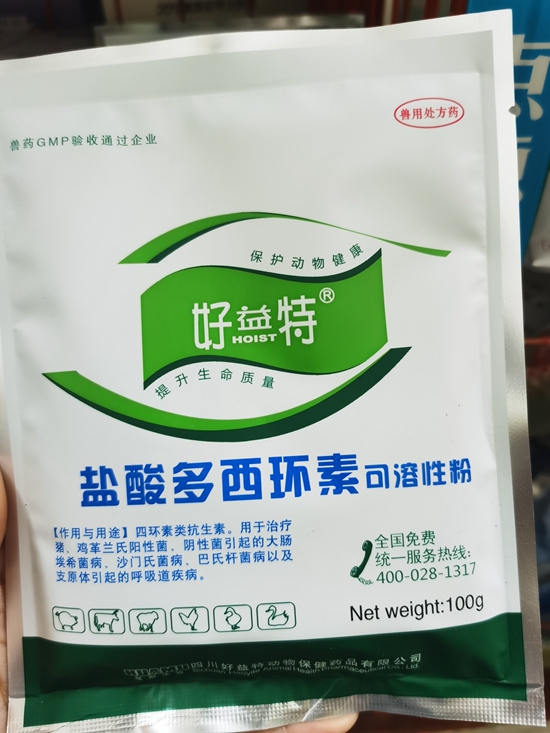 兽用处方药
兽药GMP验收通过企业
保护动物健康
好益特®
HOIST
提升生命质量
盐酸多西环素可溶性粉
【作用与用途】四环素类抗生素。用于治疗
猪、鸡革兰氏阳性菌、阴性菌引起的大肠
埃希菌病、沙门氏菌病、巴氏杆菌病以及
支原体引起的呼吸道疾病。
全国免费
统一服务热线:
400-028-1317
Net weight:100g
四川好益特动物保健药品有限公司